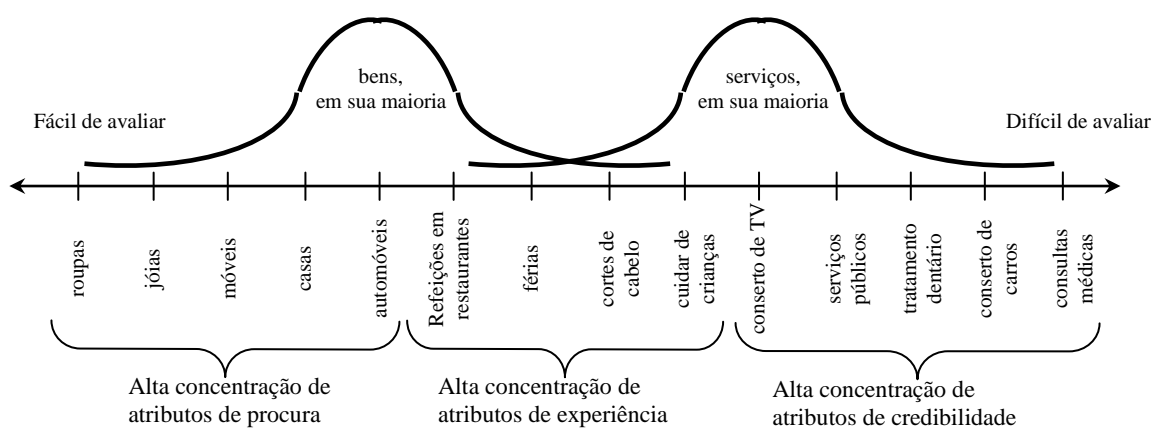 bens,
em sua maioria
serviços,
em sua maioria
Fácil de avaliar
Difícil de avaliar
roupas
jóias
móveis
casas
automóveis
Refeições em
restaurantes
férias
cortes de
cabelo
cuidar de
crianças
conserto de TV
serviços
públicos
tratamento
dentário
conserto de
carros
consultas
médicas
Alta concentração de
atributos de procura
Alta concentração de
atributos de experiência
Alta concentração de
atributos de credibilidade